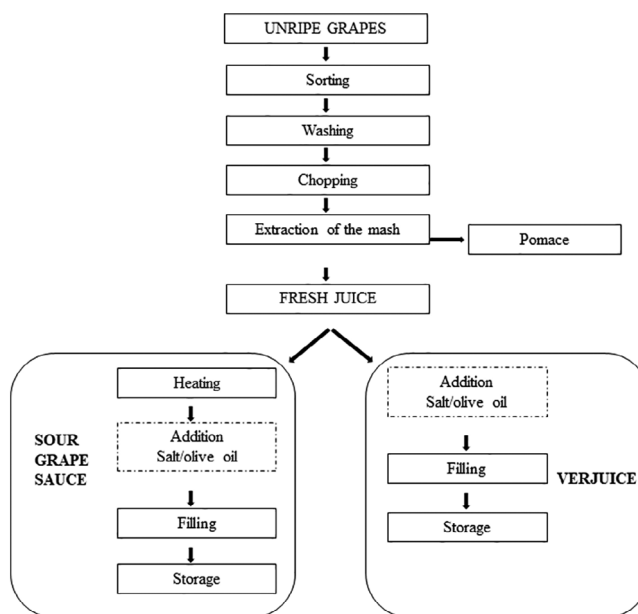 UNRIPE GRAPES
Sorting
Washing
Chopping
Extraction of the mash
Pomace
FRESH JUICE
SOUR
GRAPE
SAUCE
Heating
Addition
Salt/olive oil
Filling
Storage
Addition
Salt/olive oil
Filling
Storage
VERJUICE